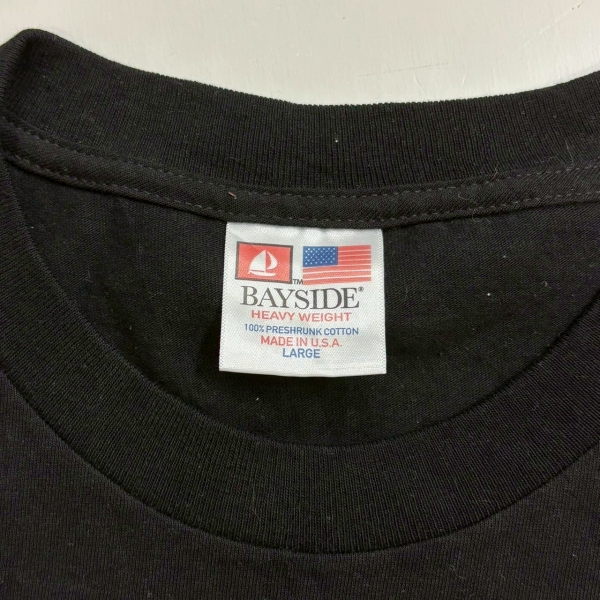 ™
BAYSIDE®
HEAVY WEIGHT
100% PRESHRUNK COTTON
MADE IN U.S.A.
LARGE